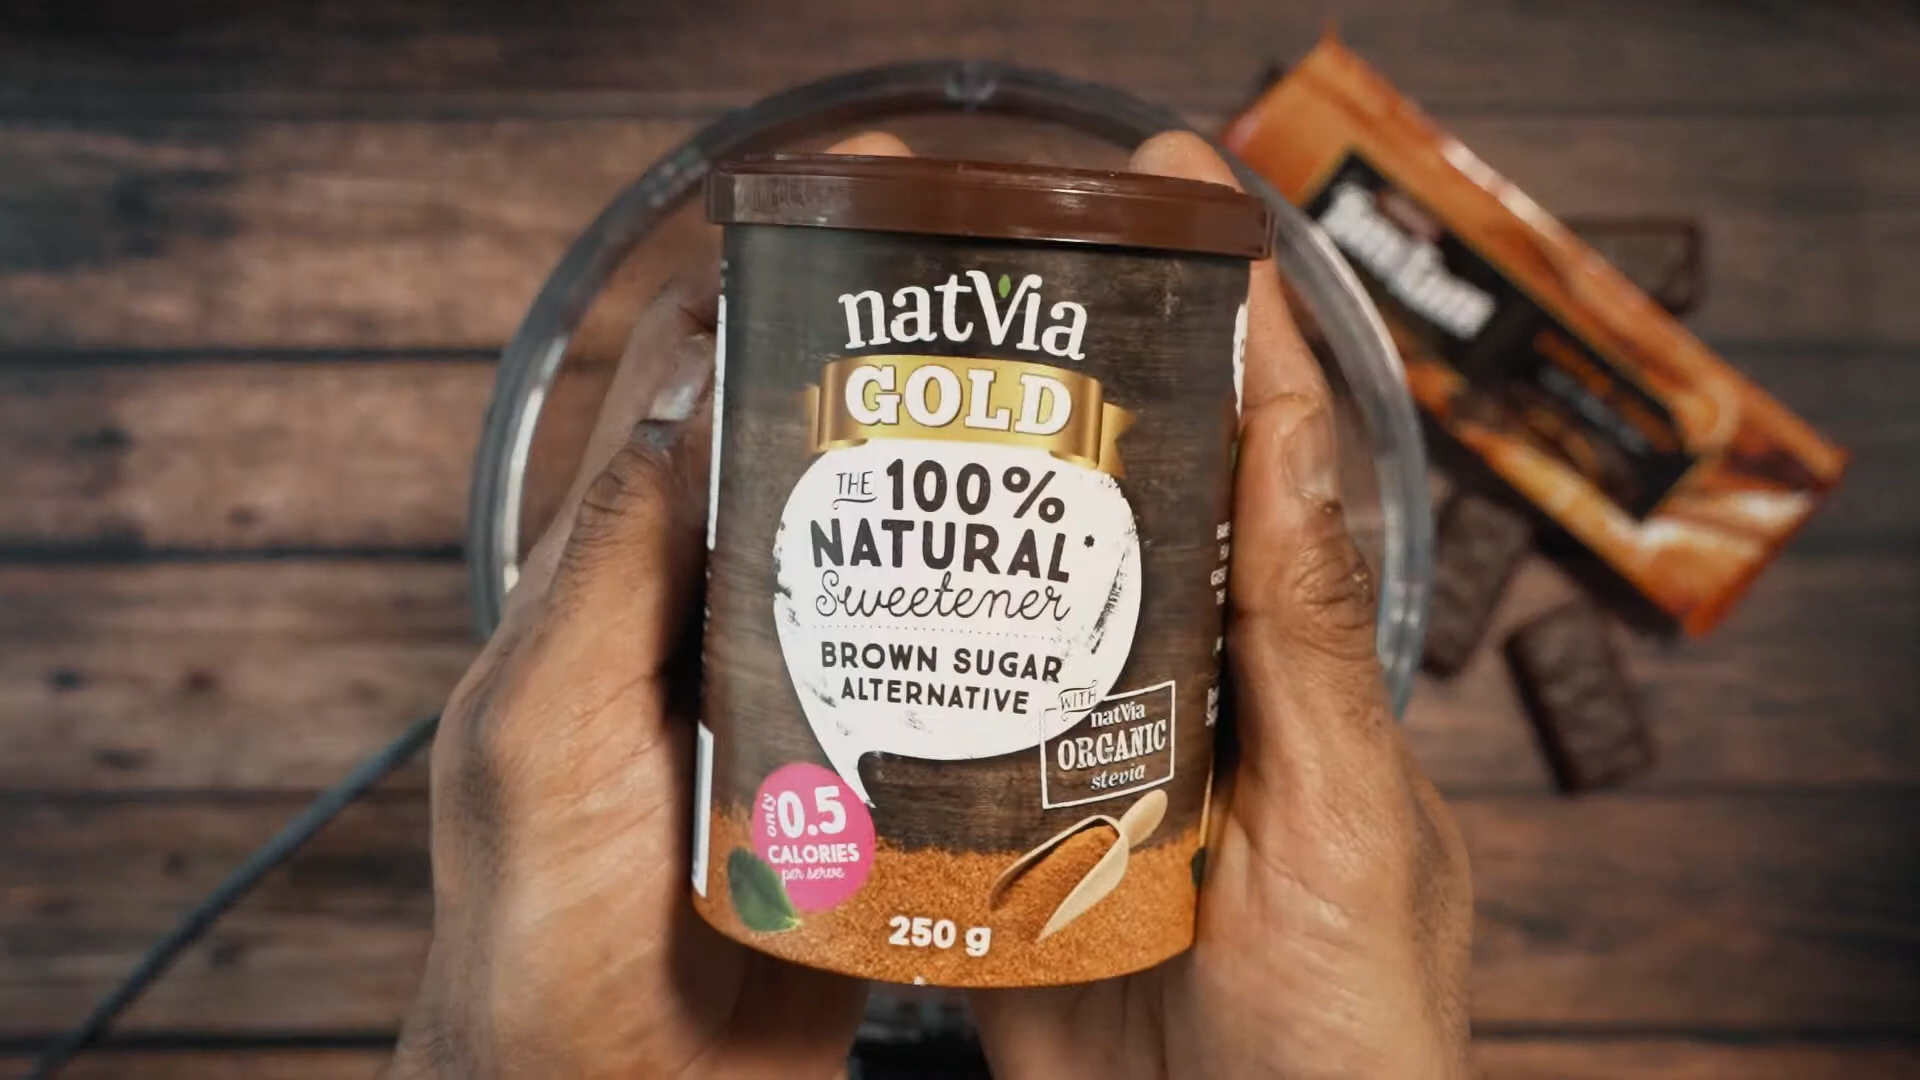 natvia
GOLD
THE 100%
NATURAL*
Sweetener
BROWN SUGAR
ALTERNATIVE
WITH
natvia
ORGANIC
stevia
only 0.5
CALORIES
per serve
250 g